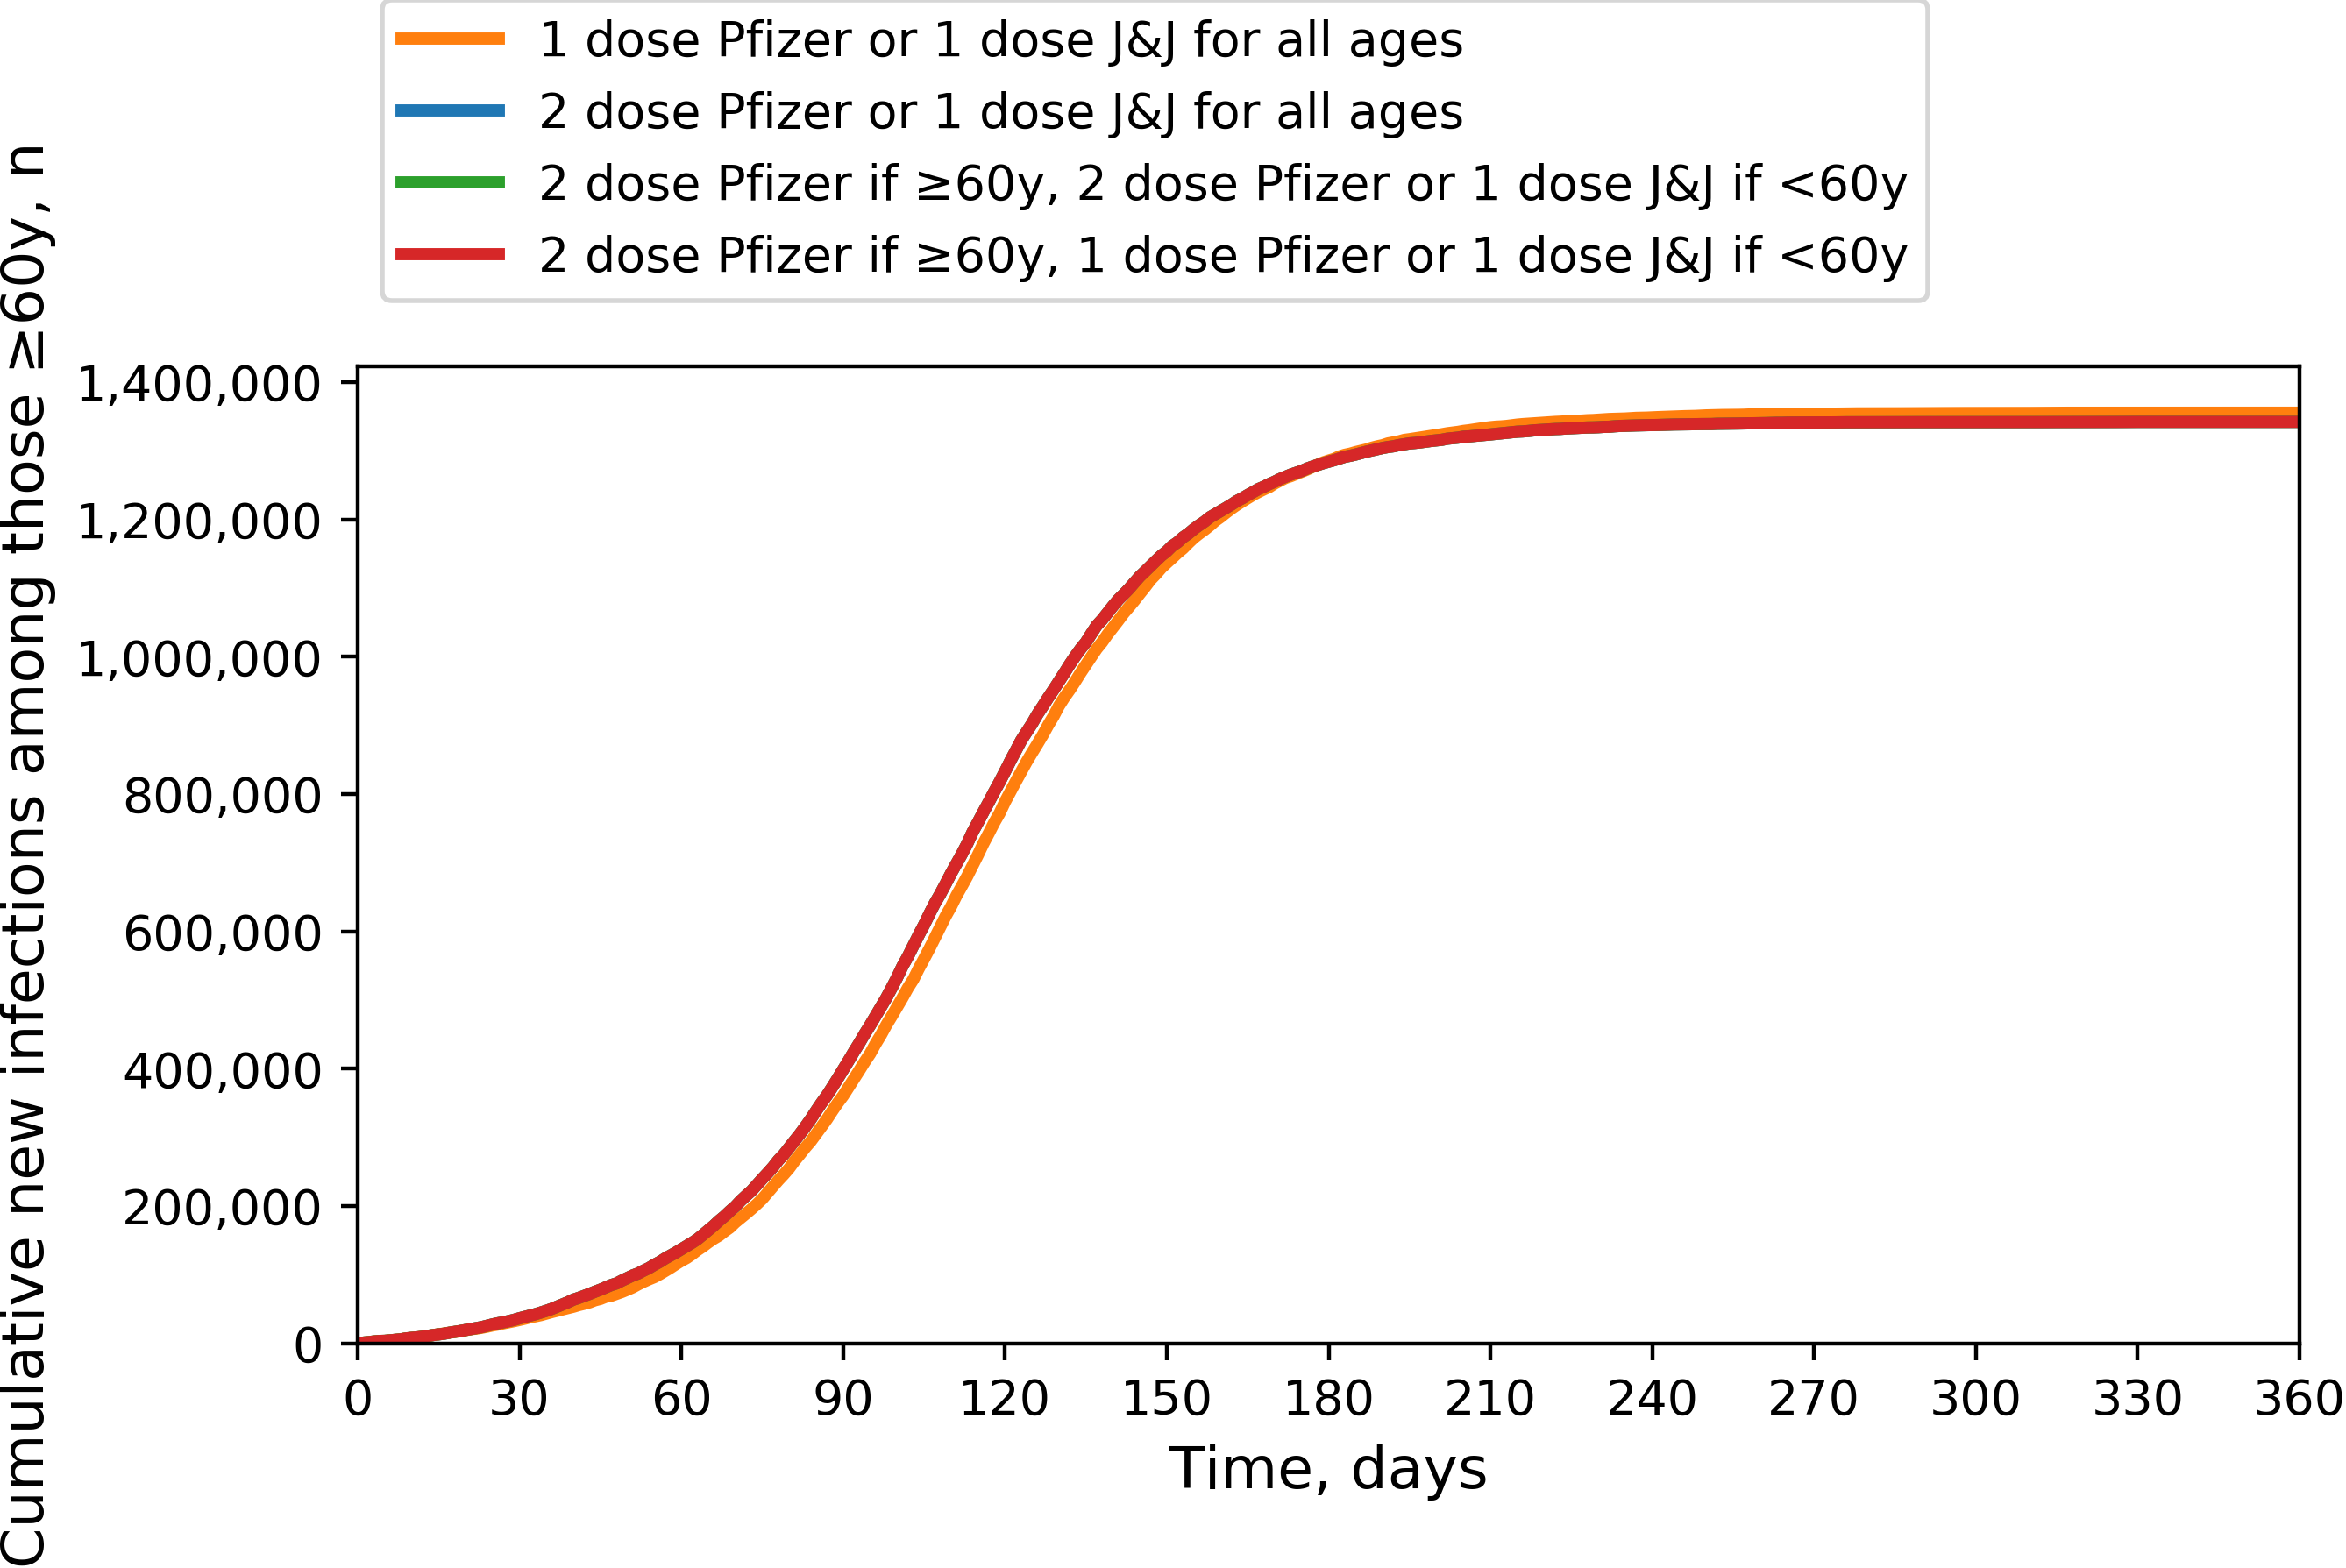 1 dose Pfizer or 1 dose J&J for all ages
2 dose Pfizer or 1 dose J&J for all ages
2 dose Pfizer if ≥60y, 2 dose Pfizer or 1 dose J&J if <60y
2 dose Pfizer if ≥60y, 1 dose Pfizer or 1 dose J&J if <60y
Cumulative new infections among those ≥60y, n
1,400,000
1,200,000
1,000,000
800,000
600,000
400,000
200,000
0
0 30 60 90 120 150 180 210 240 270 300 330 360
Time, days